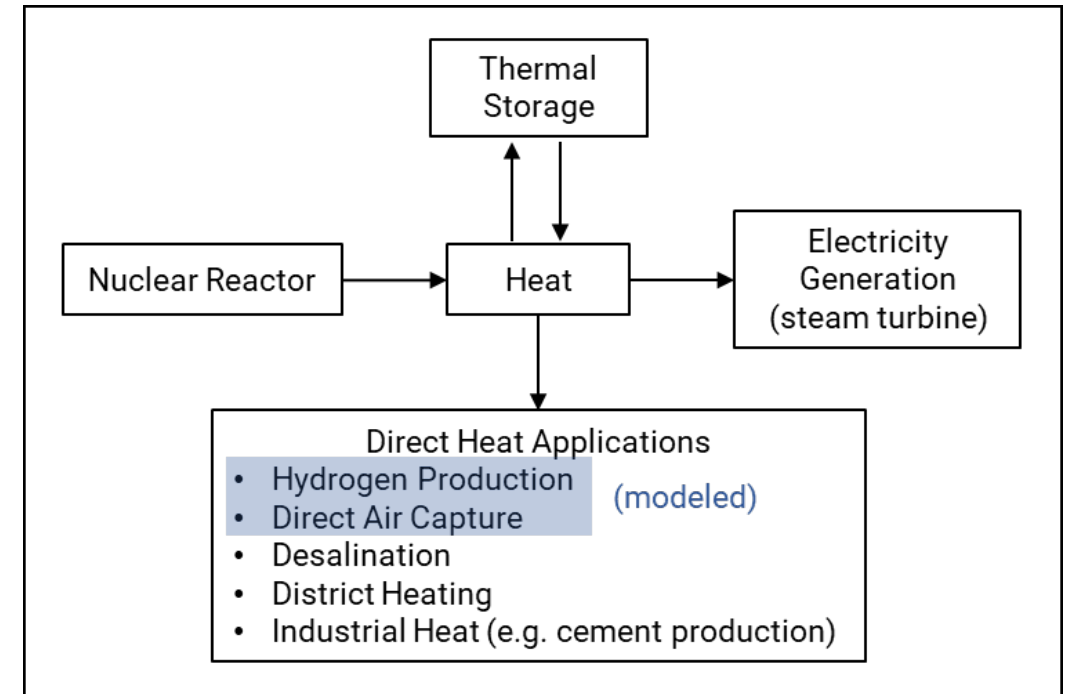 Thermal
Storage
Nuclear Reactor
Heat
Electricity
Generation
(steam turbine)
Direct Heat Applications
• Hydrogen Production
(modeled)
• Direct Air Capture
• Desalination
• District Heating
• Industrial Heat (e.g. cement production)